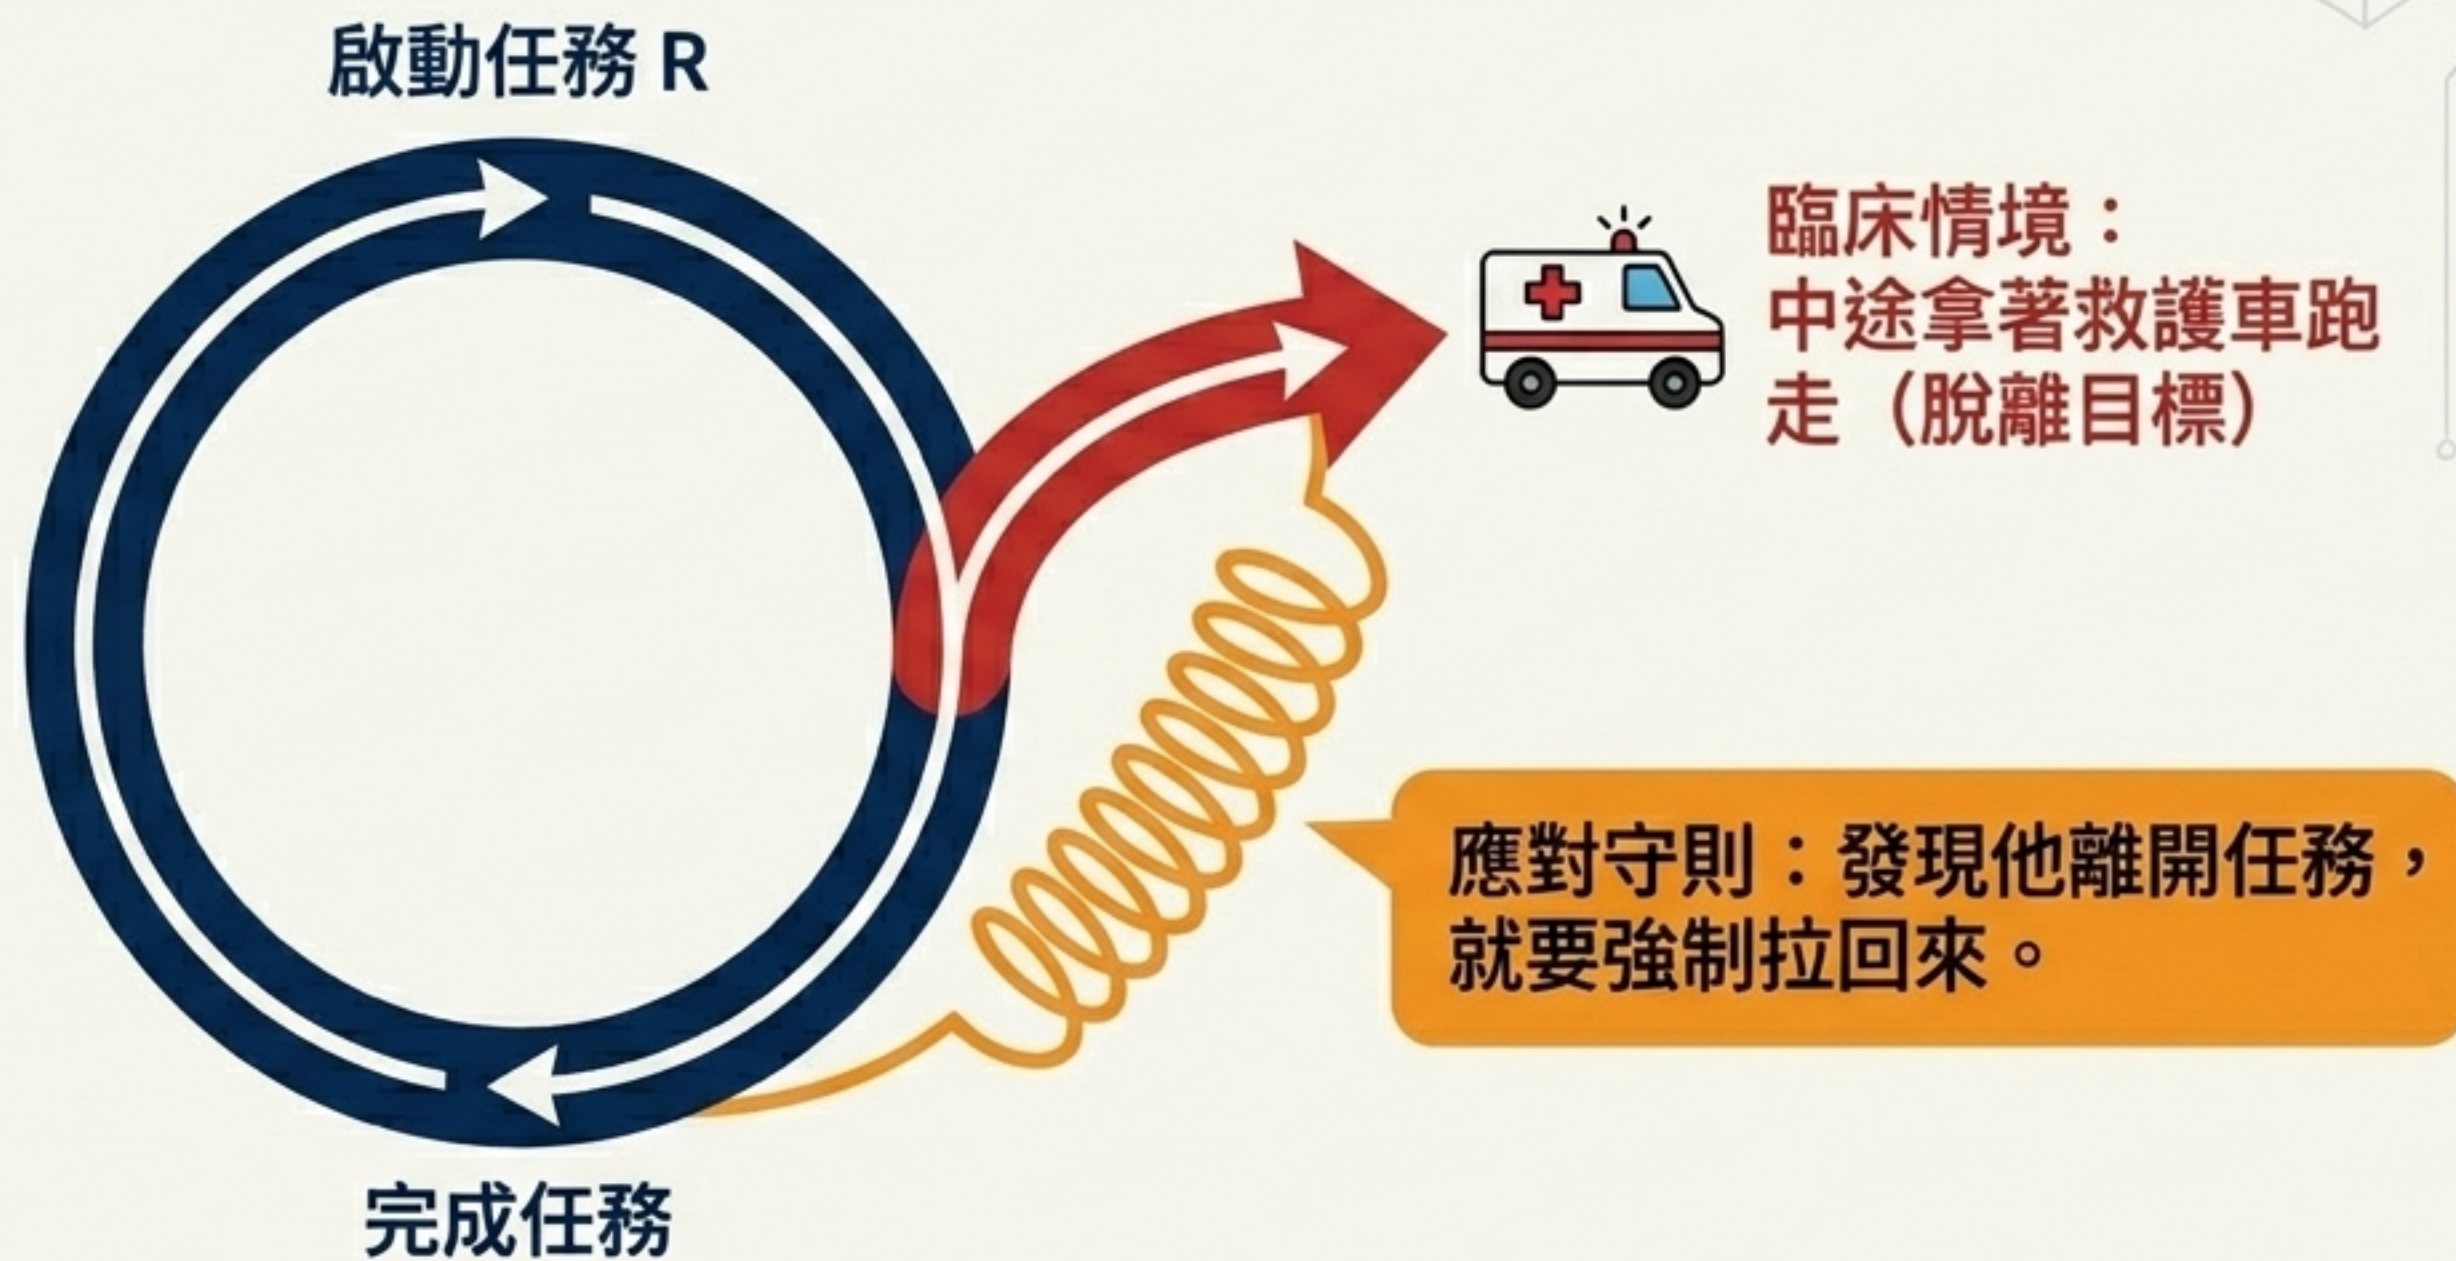 啟動任務 R
臨床情境：
中途拿著救護車跑
走（脫離目標）
應對守則：發現他離開任務，
就要強制拉回來。
完成任務